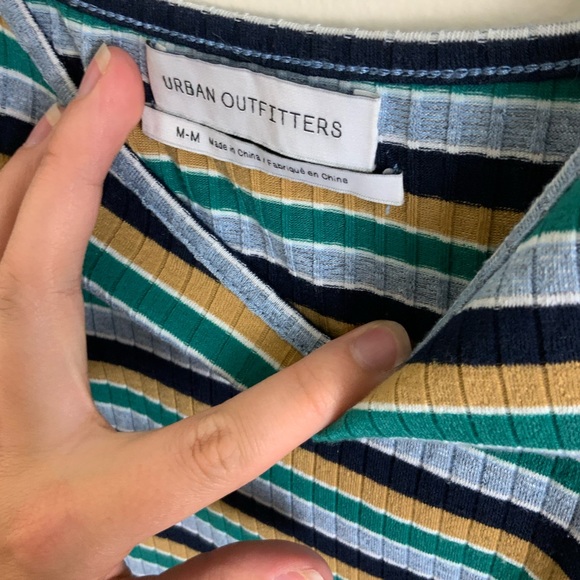 URBAN OUTFITTERS
M-M Made in China / Fabriqué en Chine